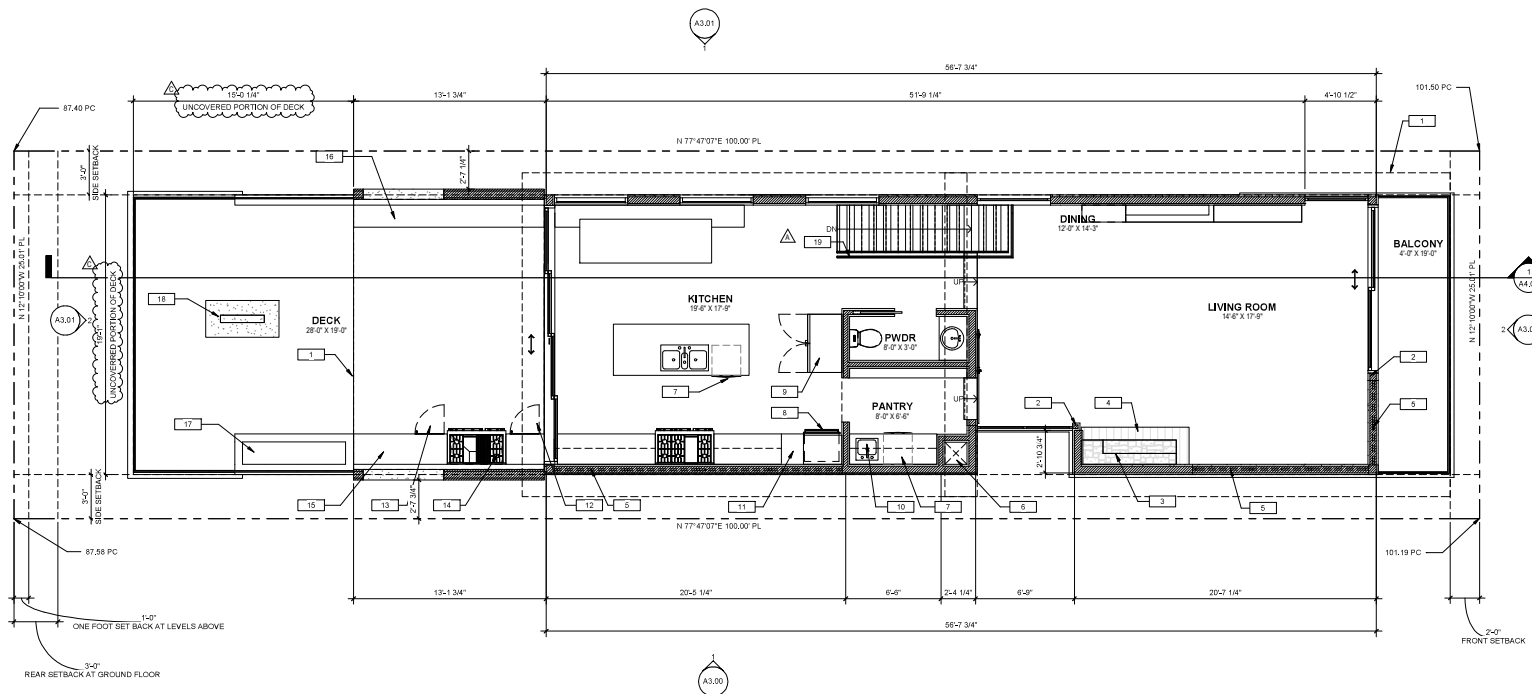 A3.01
1
56'-7 3/4"
C
15'-0 1/4"
UNCOVERED PORTION OF DECK
13'-1 3/4"
51'-9 1/4"
4'-10 1/2"
87.40 PC
101.50 PC
1
N 77°47'07"E 100.00' PL
16
3'-0"
SIDE SETBACK
2'-7 1/4"
DN
DINING
12'-0" X 14'-3"
A
19
BALCONY
4'-0" X 19'-0"
C
N 12°10'00"W 25.01' PL
19'-1"
UNCOVERRED PORTION OF DECK
UP
1
A3.01
2
18
DECK
28'-0" X 19'-0"
KITCHEN
19'-6" X 17'-9"
LIVING ROOM
14'-6" X 17'-9"
N 12°10'00"W 25.01' PL
2
1
PWDR
8'-0" X 3'-0"
2
7
9
UP
PANTRY
8'-0" X 6'-6"
8
2
4
5
17
2'-10 3/4"
3'-0"
SIDE SETBACK
2'-7 3/4"
15
13
14
12
5
11
10
7
6
3
5
N 77°47'07"E 100.00' PL
87.58 PC
101.19 PC
13'-1 3/4"
20'-5 1/4"
6'-6"
2'-4 1/4"
6'-9"
20'-7 1/4"
1'-0"
ONE FOOT SET BACK AT LEVELS ABOVE
56'-7 3/4"
2'-0"
FRONT SETBACK
3'-0"
REAR SETBACK AT GROUND FLOOR
1
A3.00